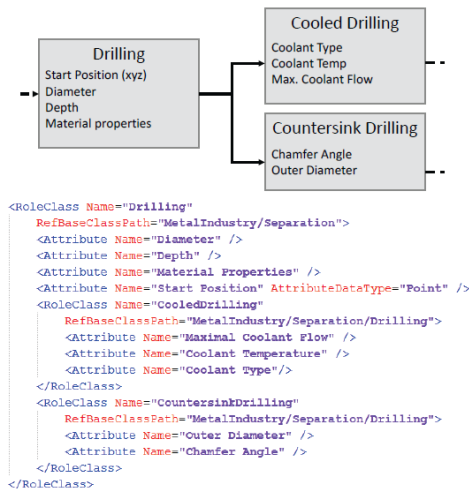 Drilling
Start Position (xyz)
Diameter
Depth
Material properties
Cooled Drilling
Coolant Type
Coolant Temp
Max. Coolant Flow
Countersink Drilling
Chamfer Angle
Outer Diameter
<RoleClass Name="Drilling"
RefBaseClassPath="MetalIndustry/Separation">
<Attribute Name="Diameter" />
<Attribute Name="Depth" />
<Attribute Name="Material Properties" />
<Attribute Name="Start Position" AttributeDataType="Point" />
<RoleClass Name="CooledDrilling"
RefBaseClassPath="MetalIndustry/Separation/Drilling">
<Attribute Name="Maximal Coolant Flow" />
<Attribute Name="Coolant Temperature" />
<Attribute Name="Coolant Type"/>
</RoleClass>
<RoleClass Name="CountersinkDrilling"
RefBaseClassPath="MetalIndustry/Separation/Drilling">
<Attribute Name="Outer Diameter" />
<Attribute Name="Chamfer Angle" />
</RoleClass>
</RoleClass>